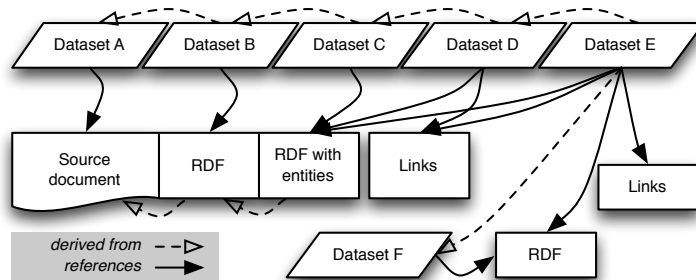 Dataset A
Dataset B
Dataset C
Dataset D
Dataset E
Source
document
RDF
RDF with
entities
Links
Links
derived from
references
Dataset F
RDF